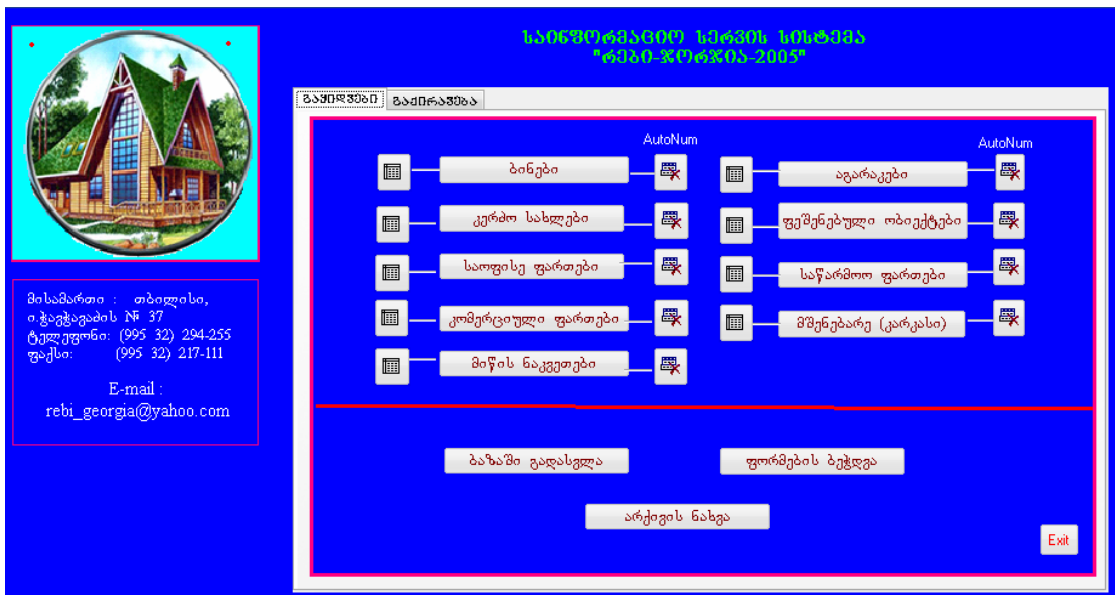 საინფორმაციო სერვის სისტემა
"რები-ჯორჯია-2005"
გაყიდვები
გაქირავება
AutoNum
AutoNum
ბინები
აგარაკები
კერძო სახლები
ფეშენებული ობიექტები
საოფისე ფართები
საწარმოო ფართები
კომერციული ფართები
მშენებარე (კარკასი)
მიწის ნაკვეთები
ბაზაში გადასვლა
ფორმების ბეჭდვა
არქივის ნახვა
Exit
მისამართი : თბილისი,
ი.ჭავჭავაძის № 37
ტელეფონი: (995 32) 294-255
ფაქსი: (995 32) 217-111
E-mail :
rebi_georgia@yahoo.com